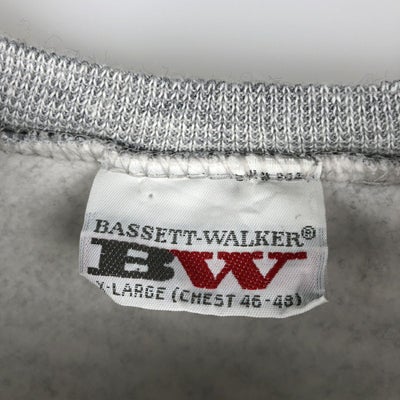 BASSETT-WALKER®
BW
X-LARGE (CHEST 46-48)